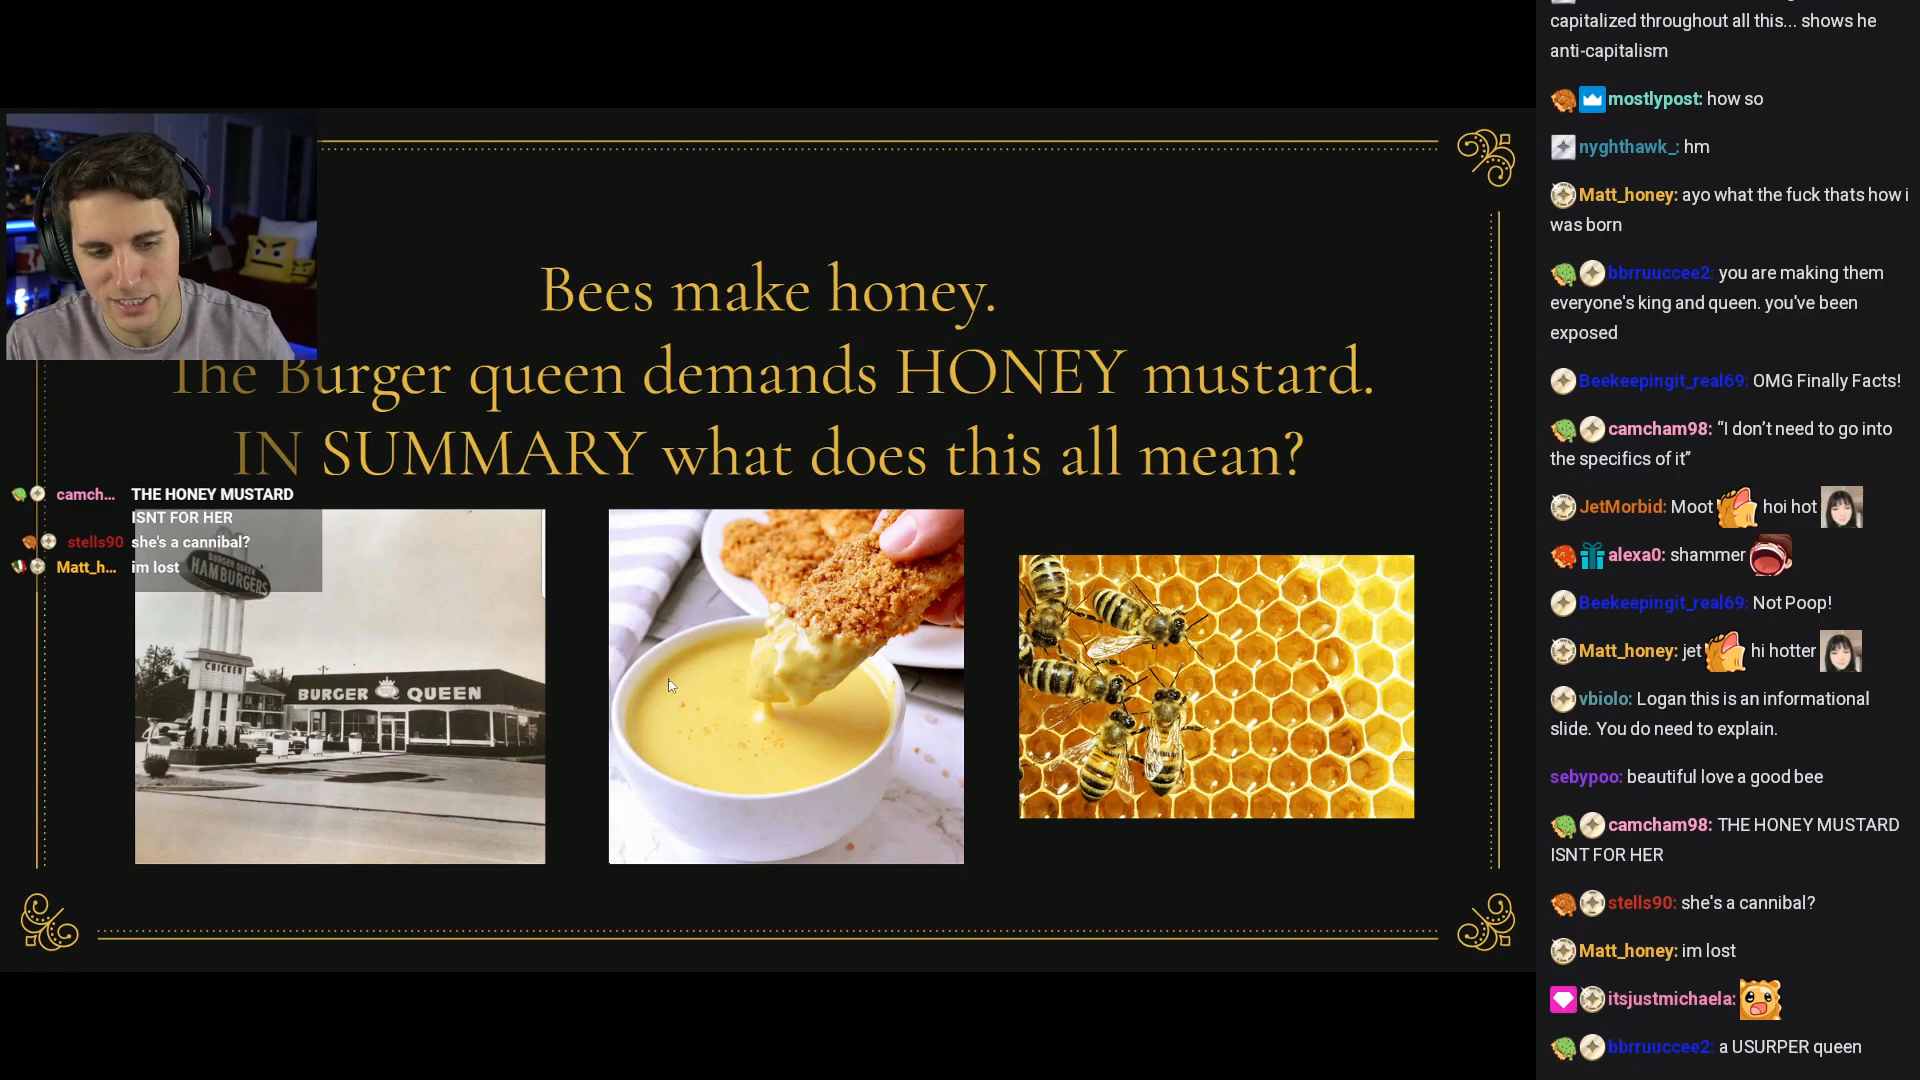 Bees make honey.
The Burger queen demands HONEY mustard.
IN SUMMARY what does this all mean?
camch... THE HONEY MUSTARD
ISNT FOR HER
stells90 she's a cannibal?
Matt_h... im lost
BURGER QUEEN
HAMBURGERS
CHICKEN
BURGER QUEEN
capitalized throughout all this... shows he
anti-capitalism
mostlypost: how so
nyghthawk_: hm
Matt_honey: ayo what the fuck thats how i
was born
bbrruuccee2: you are making them
everyone's king and queen. you've been
exposed
Beekeepingit_real69: OMG Finally Facts!
camcham98: “I don’t need to go into
the specifics of it”
JetMorbid: Moot hoi hot
alexa0: shammer
Beekeepingit_real69: Not Poop!
Matt_honey: jet hi hotter
vbiolo: Logan this is an informational
slide. You do need to explain.
sebypoo: beautiful love a good bee
camcham98: THE HONEY MUSTARD
ISNT FOR HER
stells90: she's a cannibal?
Matt_honey: im lost
itsjustmichaela:
bbrruuccee2: a USURPER queen